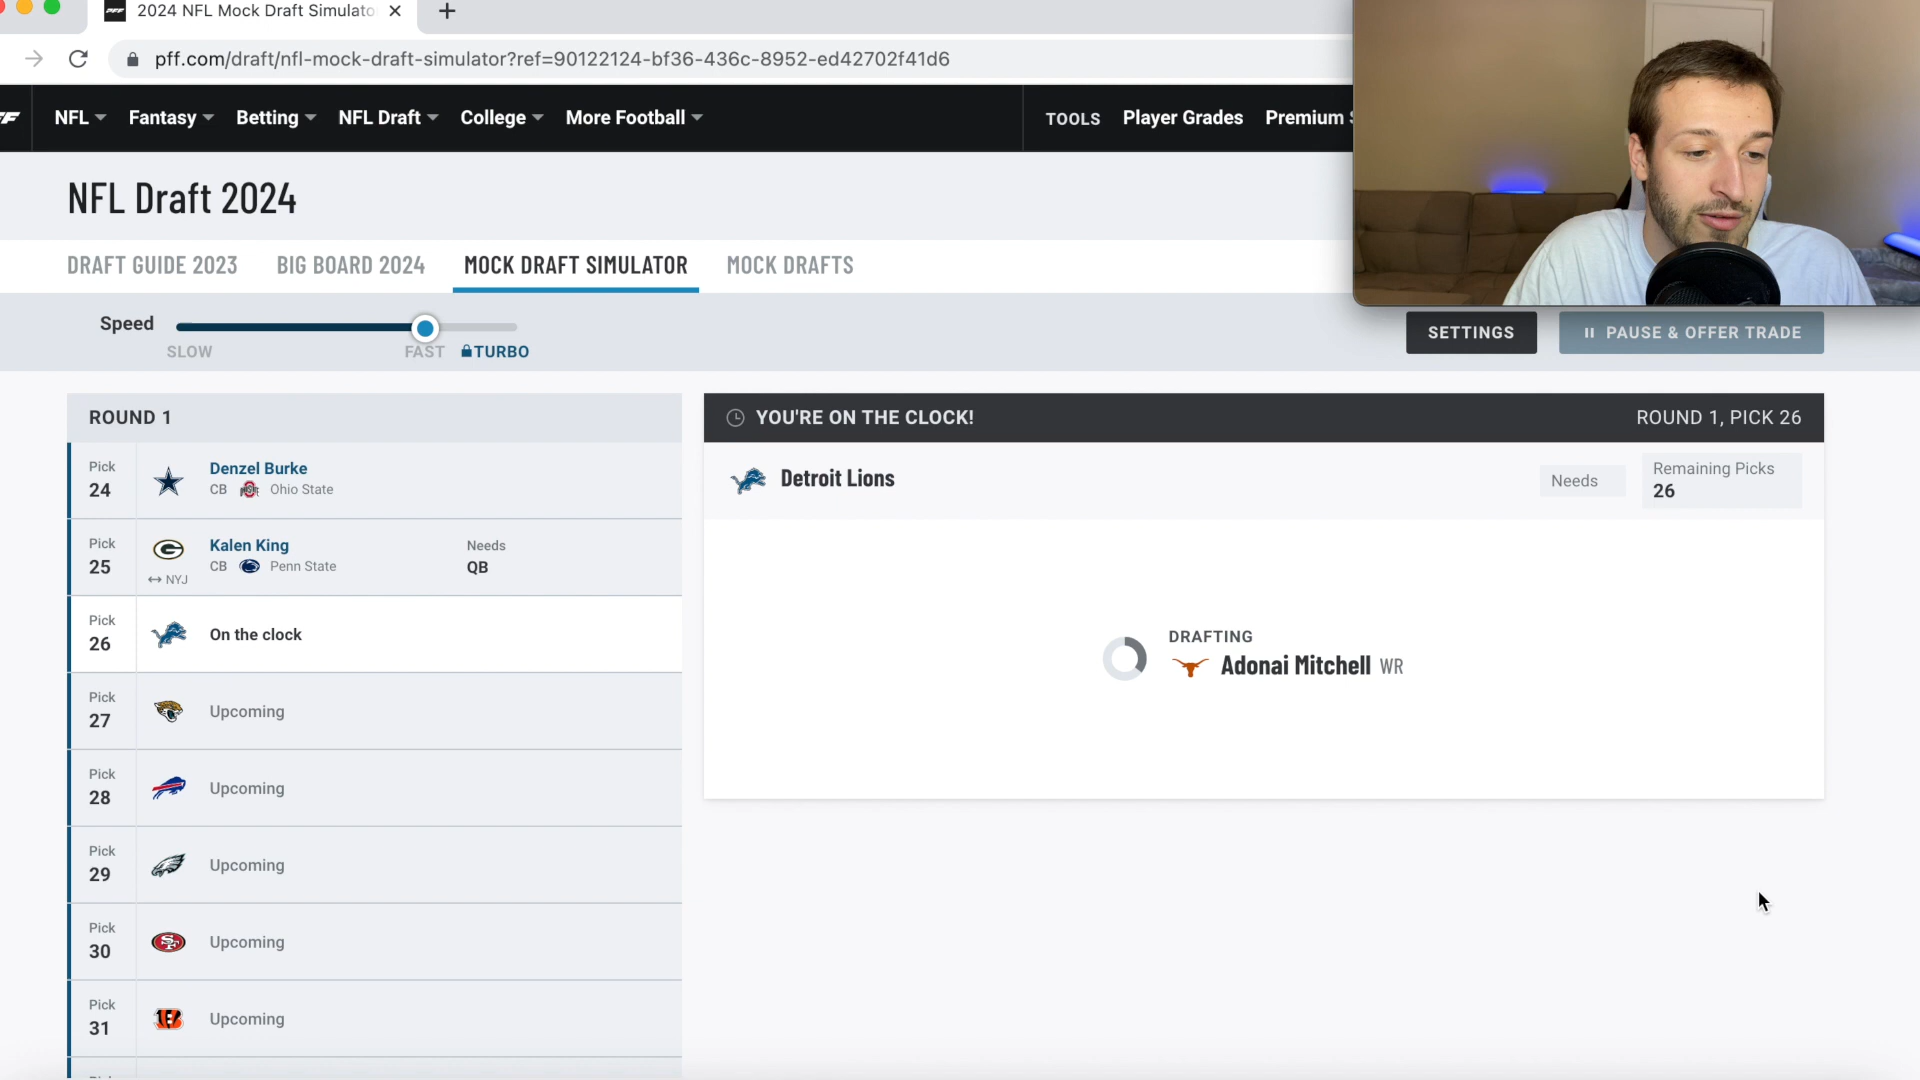 2024 NFL Mock Draft Simulato
pff.com/draft/nfl-mock-draft-simulator?ref=90122124-bf36-436c-8952-ed42702f41d6
NFL Fantasy Betting NFL Draft College More Football TOOLS Player Grades Premium S
NFL Draft 2024
DRAFT GUIDE 2023 BIG BOARD 2024 MOCK DRAFT SIMULATOR MOCK DRAFTS
Speed
SLOW FAST TURBO
SETTINGS PAUSE & OFFER TRADE
ROUND 1
Pick 24
Denzel Burke
CB Ohio State
Pick 25
NYJ
Kalen King
CB Penn State
Needs
QB
Pick 26
On the clock
Pick 27
Upcoming
Pick 28
Upcoming
Pick 29
Upcoming
Pick 30
Upcoming
Pick 31
Upcoming
YOU'RE ON THE CLOCK! ROUND 1, PICK 26
Detroit Lions
Needs
Remaining Picks
26
DRAFTING
Adonai Mitchell WR